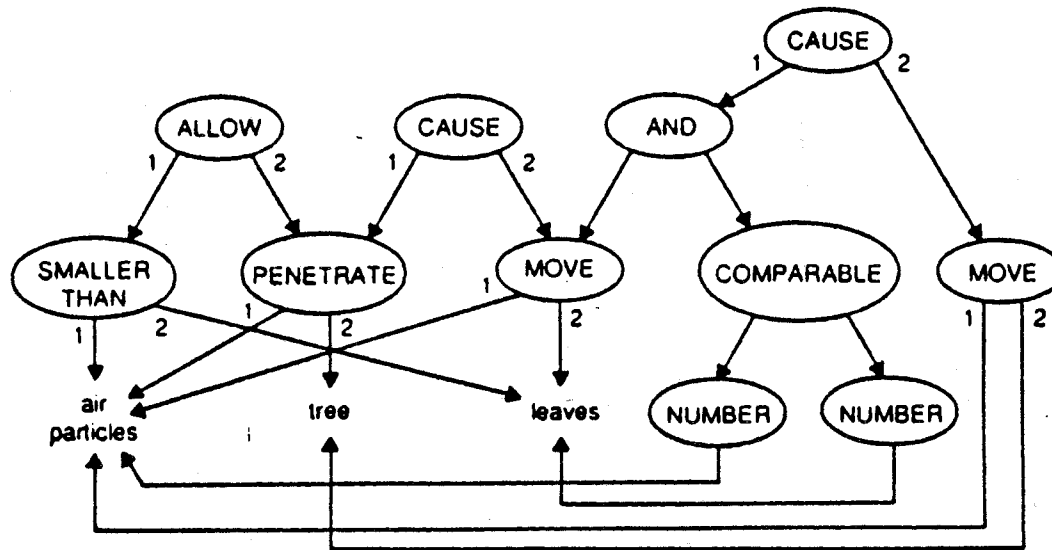 CAUSE
1 2
ALLOW CAUSE AND
1 2 1 2
SMALLER THAN PENETRATE MOVE COMPARABLE MOVE
1 2 1 2 1 2 1 2
air particles tree leaves NUMBER NUMBER